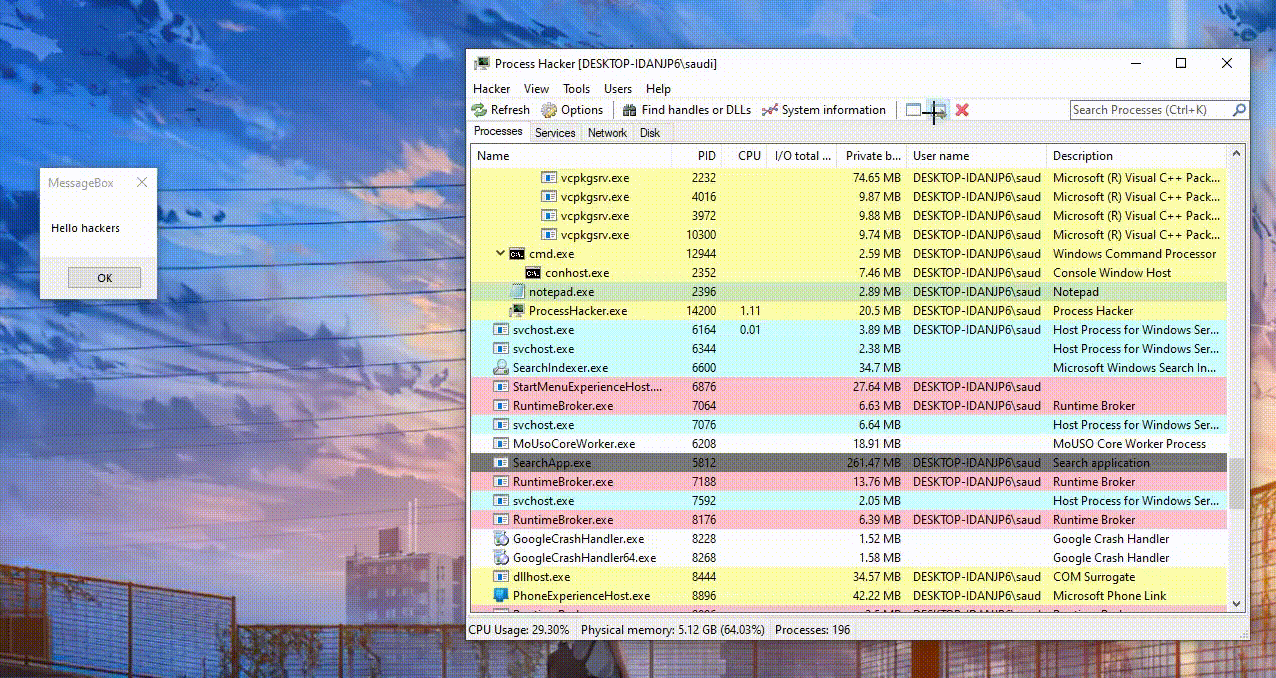 Process Hacker [DESKTOP-IDANJP6\saudi]
Hacker View Tools Users Help
Refresh Options Find handles or DLLs System information Search Processes (Ctrl+K)
Processes Services Network Disk
Name PID CPU I/O total ... Private b... User name Description
vcpkgsrv.exe 2232 74.65 MB DESKTOP-IDANJP6\saud Microsoft (R) Visual C++ Pack...
vcpkgsrv.exe 4016 9.87 MB DESKTOP-IDANJP6\saud Microsoft (R) Visual C++ Pack...
vcpkgsrv.exe 3972 9.88 MB DESKTOP-IDANJP6\saud Microsoft (R) Visual C++ Pack...
vcpkgsrv.exe 10300 9.74 MB DESKTOP-IDANJP6\saud Microsoft (R) Visual C++ Pack...
cmd.exe 12944 2.59 MB DESKTOP-IDANJP6\saud Windows Command Processor
conhost.exe 2352 7.46 MB DESKTOP-IDANJP6\saud Console Window Host
notepad.exe 2396 2.89 MB DESKTOP-IDANJP6\saud Notepad
ProcessHacker.exe 14200 1.11 20.5 MB DESKTOP-IDANJP6\saud Process Hacker
svchost.exe 6164 0.01 3.89 MB DESKTOP-IDANJP6\saud Host Process for Windows Ser...
svchost.exe 6344 2.38 MB Host Process for Windows Ser...
SearchIndexer.exe 6600 34.7 MB Microsoft Windows Search In...
StartMenuExperienceHost.... 6876 27.64 MB DESKTOP-IDANJP6\saud
RuntimeBroker.exe 7064 6.63 MB DESKTOP-IDANJP6\saud Runtime Broker
svchost.exe 7076 6.64 MB DESKTOP-IDANJP6\saud Host Process for Windows Ser...
MoUsoCoreWorker.exe 6208 18.91 MB MoUSO Core Worker Process
SearchApp.exe 5812 261.47 MB DESKTOP-IDANJP6\saud Search application
RuntimeBroker.exe 7188 13.76 MB DESKTOP-IDANJP6\saud Runtime Broker
svchost.exe 7592 2.05 MB Host Process for Windows Ser...
RuntimeBroker.exe 8176 6.39 MB DESKTOP-IDANJP6\saud Runtime Broker
GoogleCrashHandler.exe 8228 1.52 MB Google Crash Handler
GoogleCrashHandler64.exe 8268 1.58 MB Google Crash Handler
dllhost.exe 8444 34.57 MB DESKTOP-IDANJP6\saud COM Surrogate
PhoneExperienceHost.exe 8896 42.22 MB DESKTOP-IDANJP6\saud Microsoft Phone Link
CPU Usage: 29.30% Physical memory: 5.12 GB (64.03%) Processes: 196
MessageBox
Hello hackers
OK